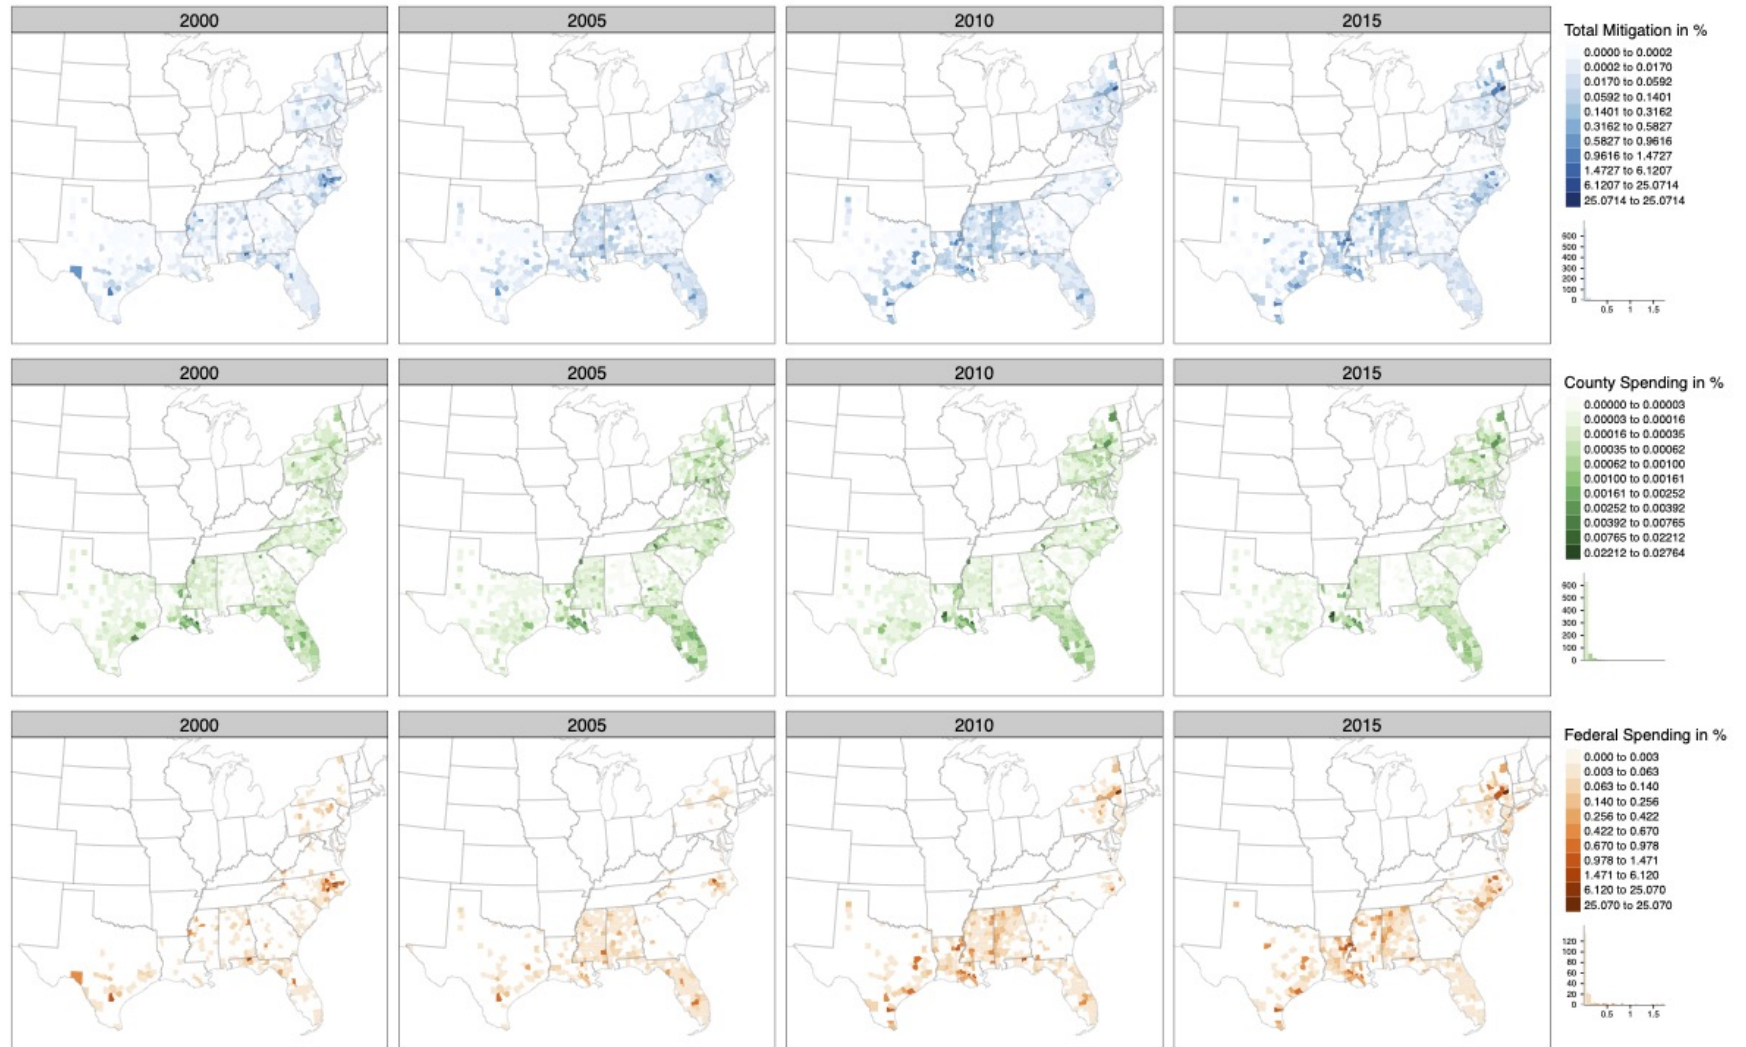 2000
2005
2010
2015
Total Mitigation in %
0.0000 to 0.0002
0.0002 to 0.0170
0.0170 to 0.0592
0.0592 to 0.1401
0.1401 to 0.3162
0.3162 to 0.5827
0.5827 to 0.9616
0.9616 to 1.4727
1.4727 to 6.1207
6.1207 to 25.0714
25.0714 to 25.0714
600
500
400
300
200
100
0
0.5 1 1.5
2000
2005
2010
2015
County Spending in %
0.00000 to 0.00003
0.00003 to 0.00016
0.00016 to 0.00035
0.00035 to 0.00062
0.00062 to 0.00100
0.00100 to 0.00161
0.00161 to 0.00252
0.00252 to 0.00392
0.00392 to 0.00765
0.00765 to 0.02212
0.02212 to 0.02764
600
500
400
300
200
100
0
2000
2005
2010
2015
Federal Spending in %
0.000 to 0.003
0.003 to 0.063
0.063 to 0.140
0.140 to 0.256
0.256 to 0.422
0.422 to 0.670
0.670 to 0.978
0.978 to 1.471
1.471 to 6.120
6.120 to 25.070
25.070 to 25.070
120
100
80
60
40
20
0
0.5 1 1.5